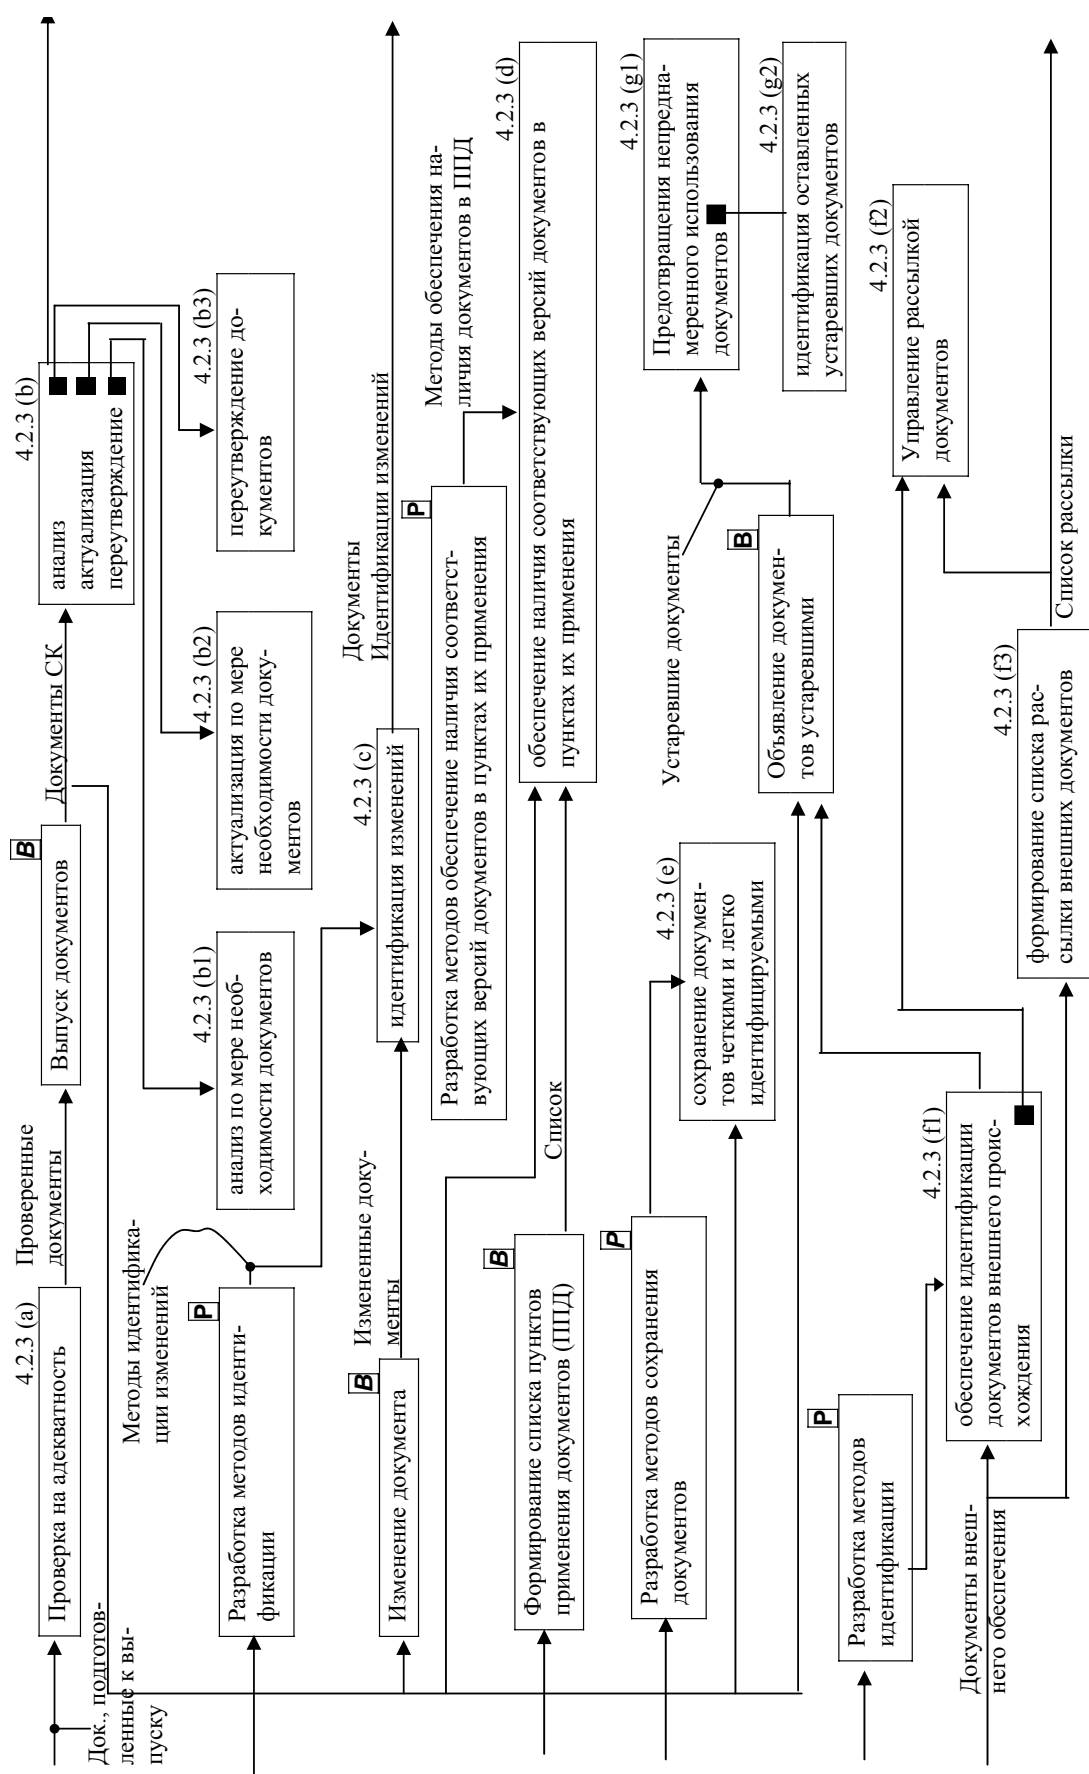 4.2.3 (a)
Проверка на адекватность
Док., подготов-
ленные к вы-
пуску
Проверенные
документы
В
Выпуск документов
Документы СК
4.2.3 (b)
анализ
актуализация
переутверждение
4.2.3 (b1)
анализ по мере необ-
ходимости документов
4.2.3 (b2)
актуализация по мере
необходимости доку-
ментов
4.2.3 (b3)
переутверждение до-
кументов
Методы идентифика-
ции изменений
Р
Разработка методов иденти-
фикации
В
Изменение документа
Измененные доку-
менты
4.2.3 (c)
идентификация изменений
Документы
Идентификации изменений
Р
Разработка методов обеспечение наличия соответст-
вующих версий документов в пунктах их применения
Методы обеспечения на-
личия документов в ППД
В
Формирование списка пунктов
применения документов (ППД)
Список
4.2.3 (d)
обеспечение наличия соответствующих версий документов в
пунктах их применения
Р
Разработка методов сохранения
документов
4.2.3 (e)
сохранение докумен-
тов четкими и легко
идентифицируемыми
Устаревшие документы
В
Объявление докумен-
тов устаревшими
4.2.3 (g1)
Предотвращения непредна-
меренного использования
документов
4.2.3 (g2)
идентификация оставленных
устаревших документов
Р
Разработка методов
идентификации
4.2.3 (f1)
обеспечение идентификации
документов внешнего проис-
хождения
4.2.3 (f2)
Управление рассылкой
документов
Документы внеш-
него обеспечения
4.2.3 (f3)
формирование списка рас-
сылки внешних документов
Список рассылки